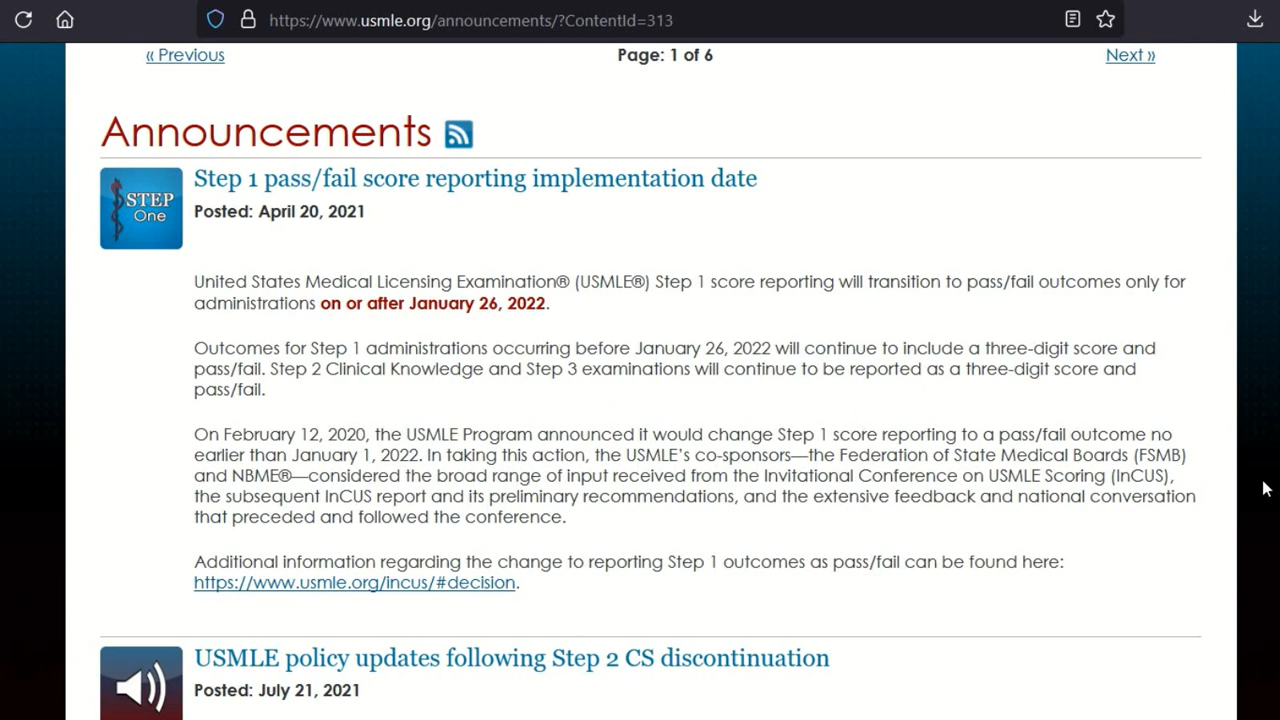 https://www.usmle.org/announcements/?ContentId=313
« Previous
Page: 1 of 6
Next »
Announcements
STEP
One
Step 1 pass/fail score reporting implementation date
Posted: April 20, 2021
United States Medical Licensing Examination® (USMLE®) Step 1 score reporting will transition to pass/fail outcomes only for
administrations on or after January 26, 2022.
Outcomes for Step 1 administrations occurring before January 26, 2022 will continue to include a three-digit score and
pass/fail. Step 2 Clinical Knowledge and Step 3 examinations will continue to be reported as a three-digit score and
pass/fail.
On February 12, 2020, the USMLE Program announced it would change Step 1 score reporting to a pass/fail outcome no
earlier than January 1, 2022. In taking this action, the USMLE's co-sponsors—the Federation of State Medical Boards (FSMB)
and NBME®—considered the broad range of input received from the Invitational Conference on USMLE Scoring (InCUS),
the subsequent InCUS report and its preliminary recommendations, and the extensive feedback and national conversation
that preceded and followed the conference.
Additional information regarding the change to reporting Step 1 outcomes as pass/fail can be found here:
https://www.usmle.org/incus/#decision.
USMLE policy updates following Step 2 CS discontinuation
Posted: July 21, 2021